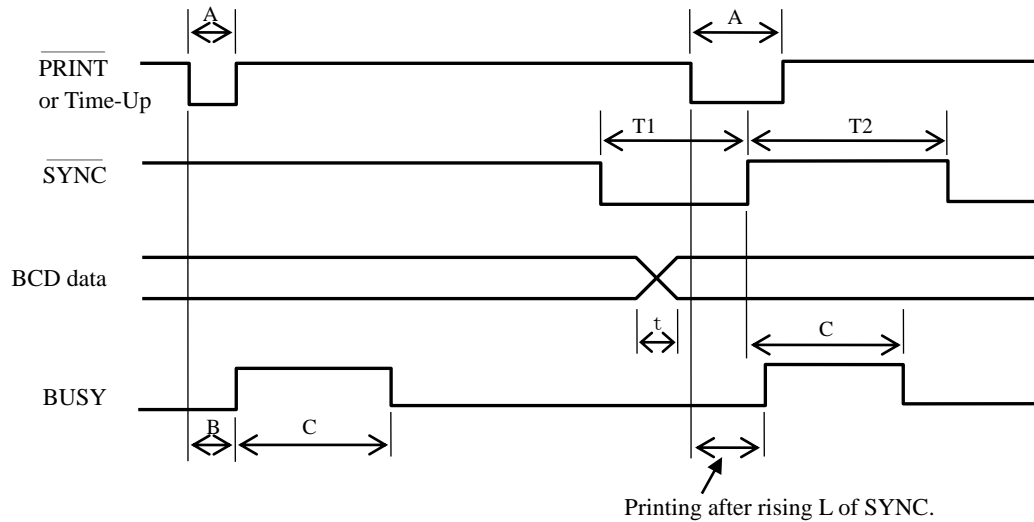 A
A
PRINT
or Time-Up
T1
T2
SYNC
BCD data
t
C
BUSY
B
C
Printing after rising L of SYNC.